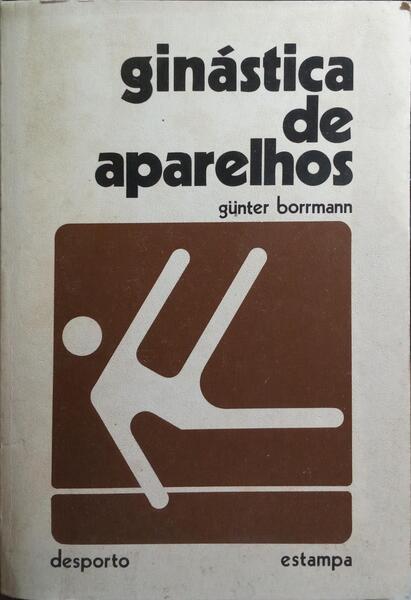 ginástica
de
aparelhos
günter borrmann
desporto estampa